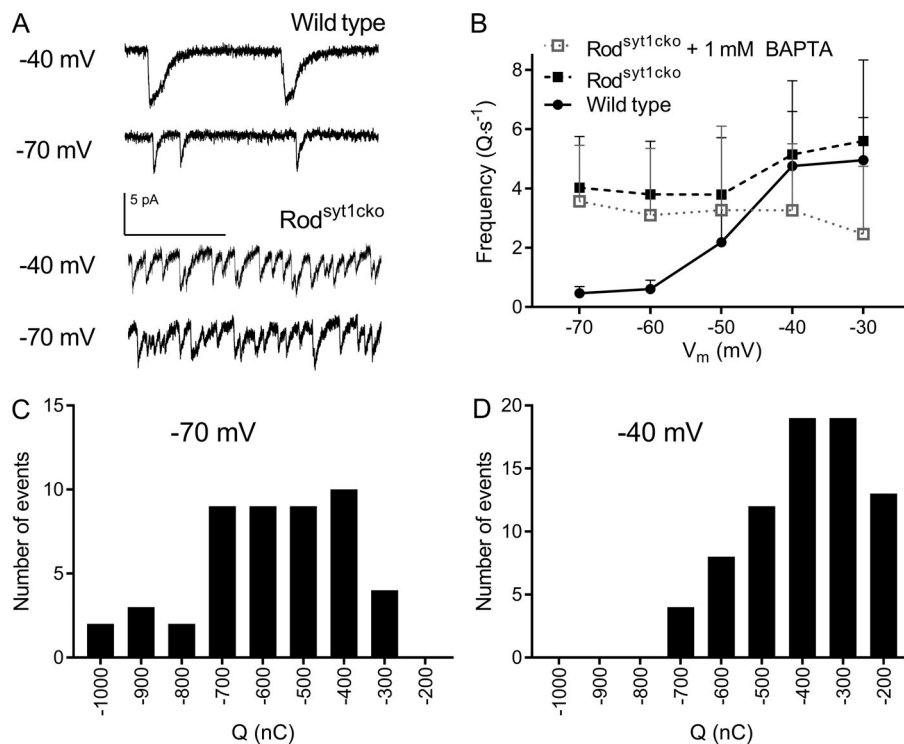 A
Wild type
-40 mV
-70 mV
5 pA
Rod^syt1cko
-40 mV
-70 mV
B
Rod^syt1cko + 1 mM BAPTA
Rod^syt1cko
Wild type
Frequency (Q·s⁻¹)
8
6
4
2
0
-70 -60 -50 -40 -30
V_m (mV)
C
-70 mV
Number of events
15
10
5
0
-1000 -900 -800 -700 -600 -500 -400 -300 -200
Q (nC)
D
-40 mV
Number of events
20
15
10
5
0
-1000 -900 -800 -700 -600 -500 -400 -300 -200
Q (nC)